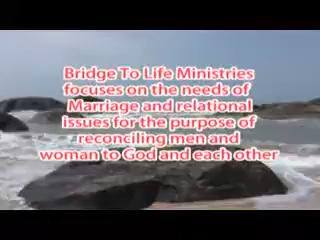 Bridge To Life Ministries
focuses on the needs of
Marriage and relational
issues for the purpose of
reconciling men and
woman to God and each other